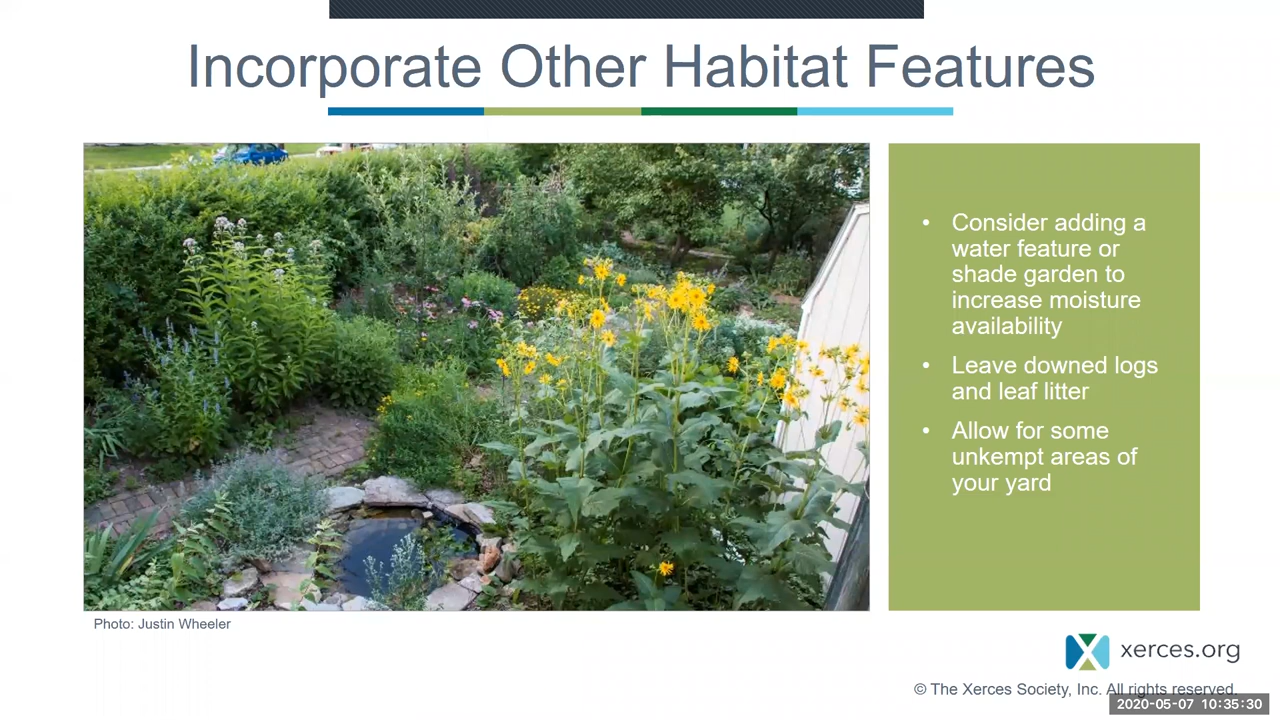 Incorporate Other Habitat Features
• Consider adding a
water feature or
shade garden to
increase moisture
availability
• Leave downed logs
and leaf litter
• Allow for some
unkempt areas of
your yard
Photo: Justin Wheeler
xerces.org
© The Xerces Society, Inc. All rights reserved.
2020-05-07 10:35:30